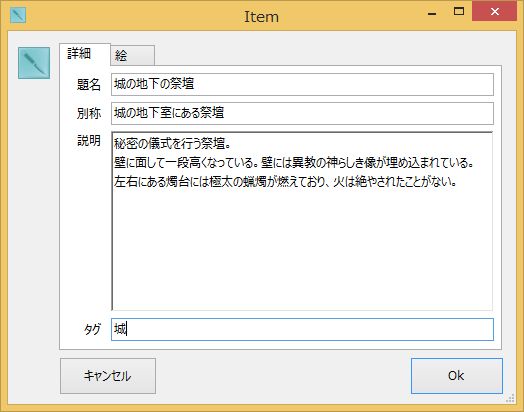 Item
詳細
絵
題名
城の地下の祭壇
別称
城の地下室にある祭壇
説明
秘密の儀式を行う祭壇。
壁に面して一段高くなっている。壁には異教の神らしき像が埋め込まれている。
左右にある燭台には極太の蝋燭が燃えており、火は絶やされたことがない。
タグ
城
キャンセル
Ok